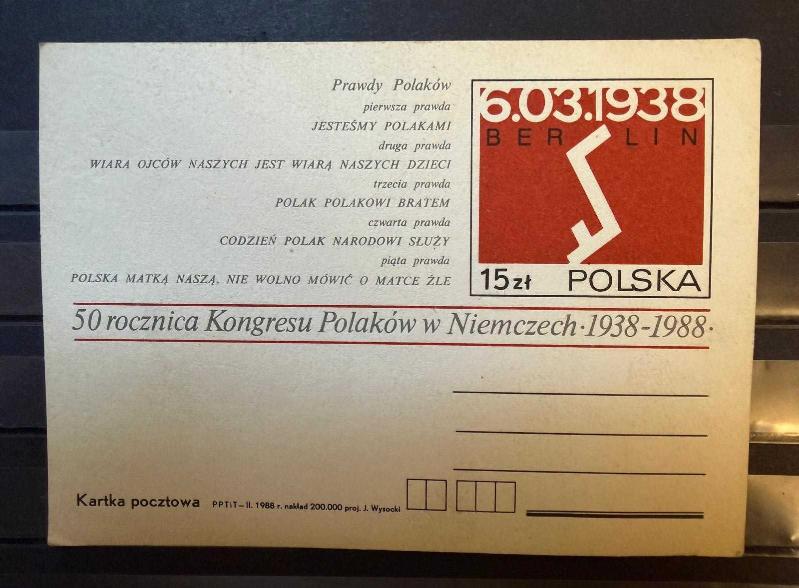 Prawdy Polaków
pierwsza prawda
JESTEŚMY POLAKAMI
druga prawda
WIARA OJCÓW NASZYCH JEST WIARĄ NASZYCH DZIECI
trzecia prawda
POLAK POLAKOWI BRATEM
czwarta prawda
CODZIEŃ POLAK NARODOWI SŁUŻY
piąta prawda
POLSKA MATKĄ NASZĄ, NIE WOLNO MÓWIĆ O MATCE ŹLE
6.03.1938
BERLIN
15 zł POLSKA
50 rocznica Kongresu Polaków w Niemczech·1938-1988·
Kartka pocztowa PPTiT-II. 1988 r. nakład 200.000 proj. J. Wysocki